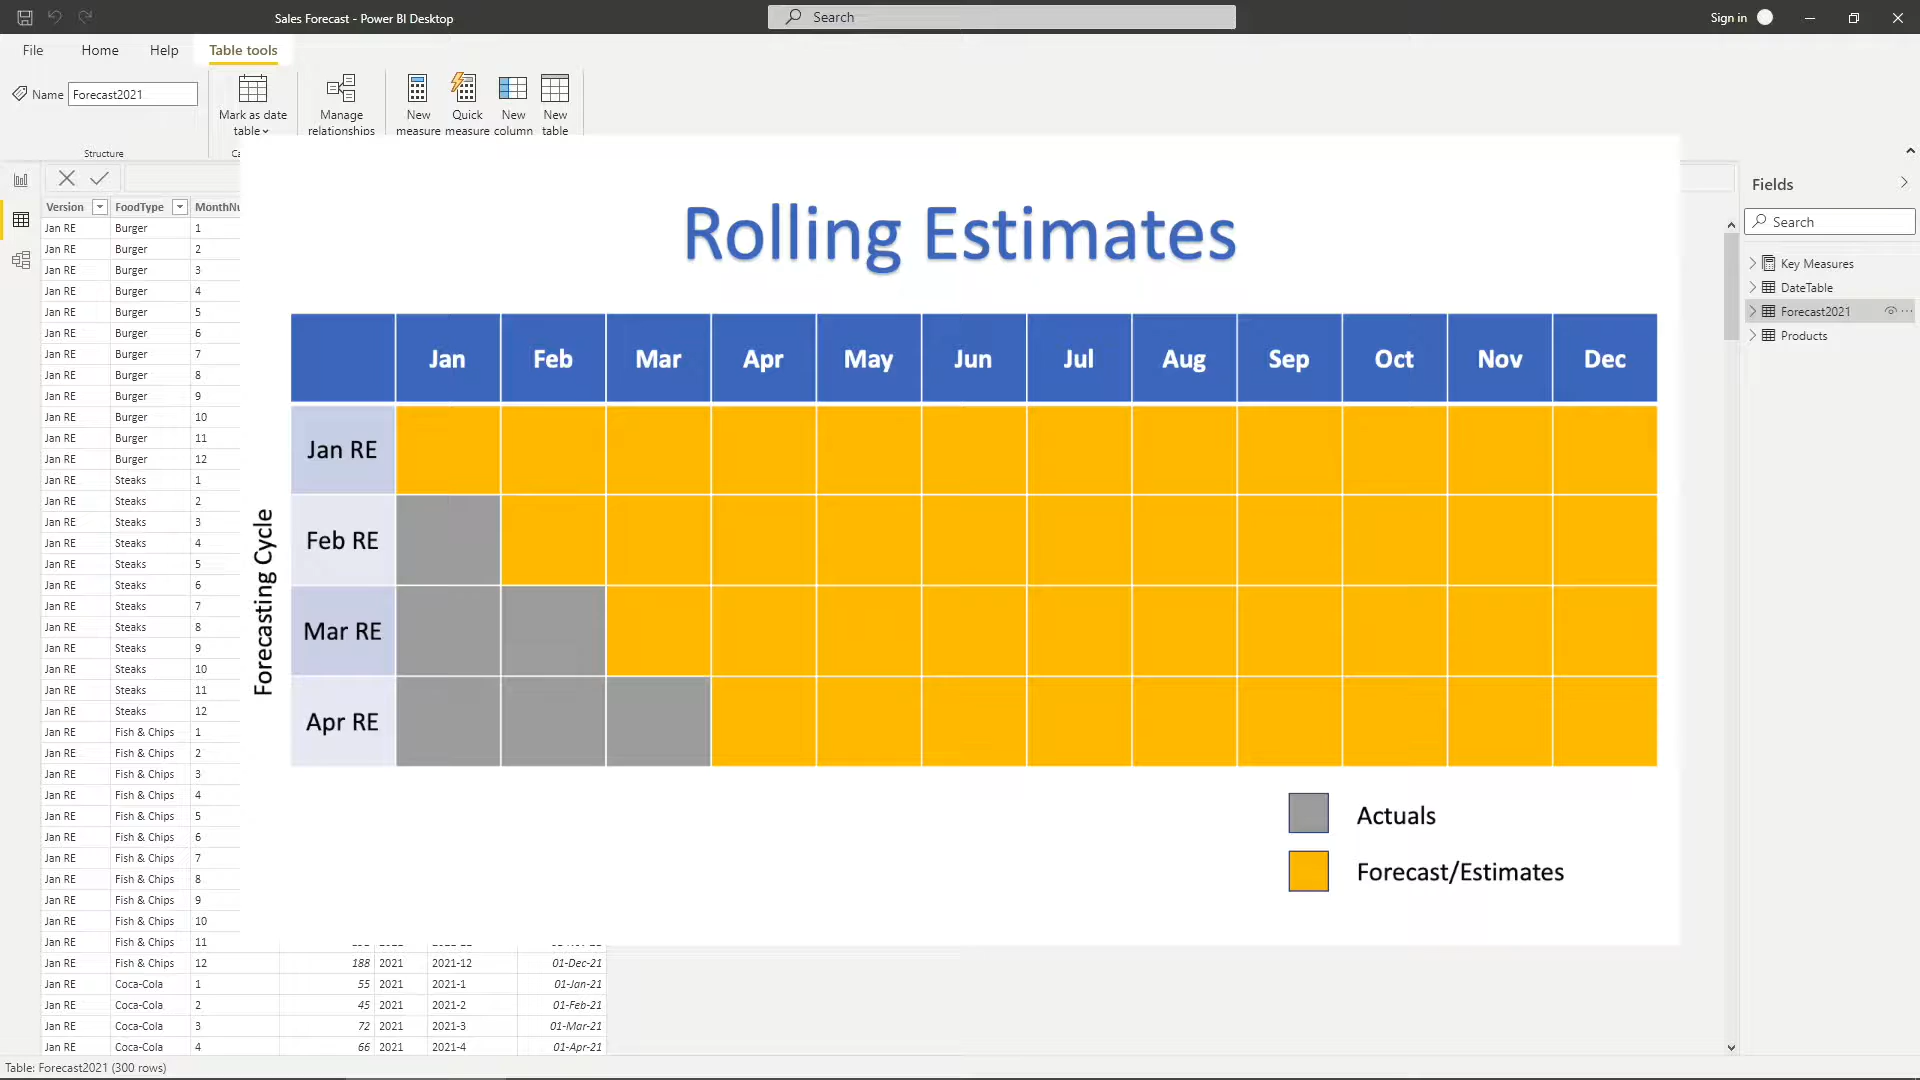 Sales Forecast - Power BI Desktop
Search
Sign in
File
Home
Help
Table tools
Name
Forecast2021
Mark as date
table
Manage
relationships
New
measure
Quick
measure
New
column
New
table
Structure
Version
FoodType
Jan RE Burger 1
Jan RE Burger 2
Jan RE Burger 3
Jan RE Burger 4
Jan RE Burger 5
Jan RE Burger 6
Jan RE Burger 7
Jan RE Burger 8
Jan RE Burger 9
Jan RE Burger 10
Jan RE Burger 11
Jan RE Burger 12
Jan RE Steaks 1
Jan RE Steaks 2
Jan RE Steaks 3
Jan RE Steaks 4
Jan RE Steaks 5
Jan RE Steaks 6
Jan RE Steaks 7
Jan RE Steaks 8
Jan RE Steaks 9
Jan RE Steaks 10
Jan RE Steaks 11
Jan RE Steaks 12
Jan RE Fish & Chips 1
Jan RE Fish & Chips 2
Jan RE Fish & Chips 3
Jan RE Fish & Chips 4
Jan RE Fish & Chips 5
Jan RE Fish & Chips 6
Jan RE Fish & Chips 7
Jan RE Fish & Chips 8
Jan RE Fish & Chips 9
Jan RE Fish & Chips 10
Jan RE Fish & Chips 11
Jan RE Fish & Chips 12 188 2021 2021-12 01-Dec-21
Jan RE Coca-Cola 1 55 2021 2021-1 01-Jan-21
Jan RE Coca-Cola 2 45 2021 2021-2 01-Feb-21
Jan RE Coca-Cola 3 72 2021 2021-3 01-Mar-21
Jan RE Coca-Cola 4 66 2021 2021-4 01-Apr-21
Table: Forecast2021 (300 rows)
Rolling Estimates
Jan Feb Mar Apr May Jun Jul Aug Sep Oct Nov Dec
Forecasting Cycle
Jan RE
Feb RE
Mar RE
Apr RE
Actuals
Forecast/Estimates
Fields
Search
Key Measures
DateTable
Forecast2021
Products